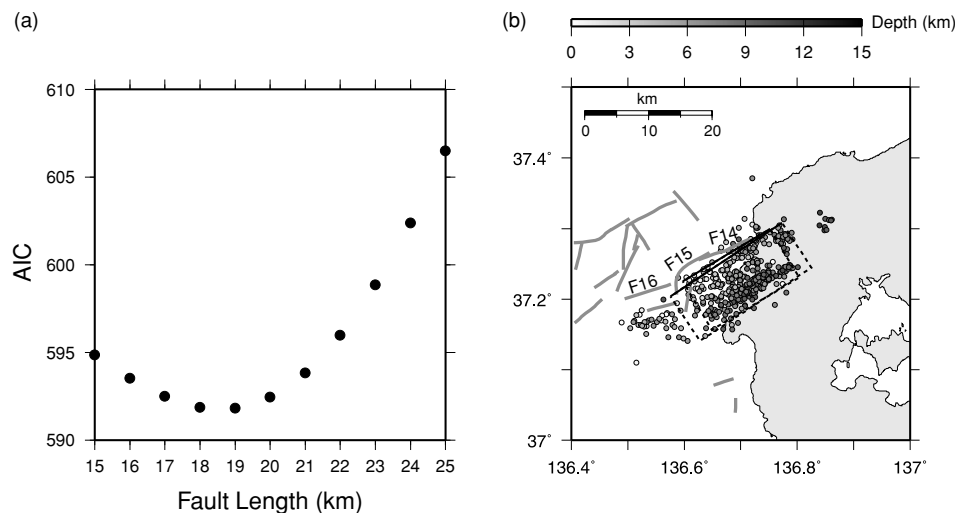 (a)
610
605
600
595
590
AIC
15 16 17 18 19 20 21 22 23 24 25
Fault Length (km)
(b)
Depth (km)
0 3 6 9 12 15
km
0 10 20
37.4˚
37.2˚
37˚
F14
F15
F16
136.4˚ 136.6˚ 136.8˚ 137˚